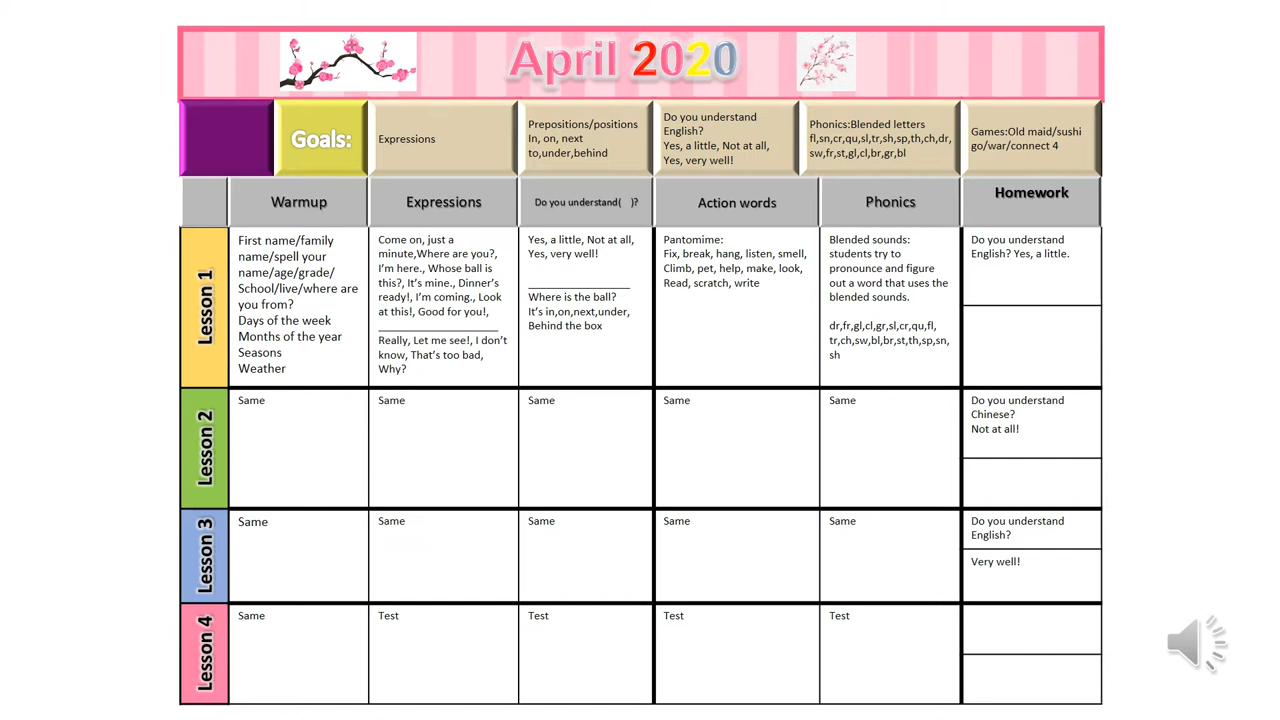 April 2020
Goals:
Expressions
Prepositions/positions
In, on, next
to,under,behind
Do you understand
English?
Yes, a little, Not at all,
Yes, very well!
Phonics:Blended letters
fl,sn,cr,qu,sl,tr,sh,sp,th,ch,dr,
sw,fr,st,gl,cl,br,gr,bl
Games:Old maid/sushi
go/war/connect 4
Warmup
Expressions
Do you understand( )?
Action words
Phonics
Homework
Lesson 1
First name/family
name/spell your
name/age/grade/
School/live/where are
you from?
Days of the week
Months of the year
Seasons
Weather
Come on, just a
minute,Where are you?,
I'm here., Whose ball is
this?, It's mine., Dinner's
ready!, I'm coming., Look
at this!, Good for you!,
Really, Let me see!, I don't
know, That's too bad,
Why?
Yes, a little, Not at all,
Yes, very well!
Where is the ball?
It's in,on,next,under,
Behind the box
Pantomime:
Fix, break, hang, listen, smell,
Climb, pet, help, make, look,
Read, scratch, write
Blended sounds:
students try to
pronounce and figure
out a word that uses the
blended sounds.
dr,fr,gl,cl,gr,sl,cr,qu,fl,
tr,ch,sw,bl,br,st,th,sp,sn,
sh
Do you understand
English? Yes, a little.
Lesson 2
Same
Same
Same
Same
Same
Do you understand
Chinese?
Not at all!
Lesson 3
Same
Same
Same
Same
Same
Do you understand
English?
Very well!
Lesson 4
Same
Test
Test
Test
Test